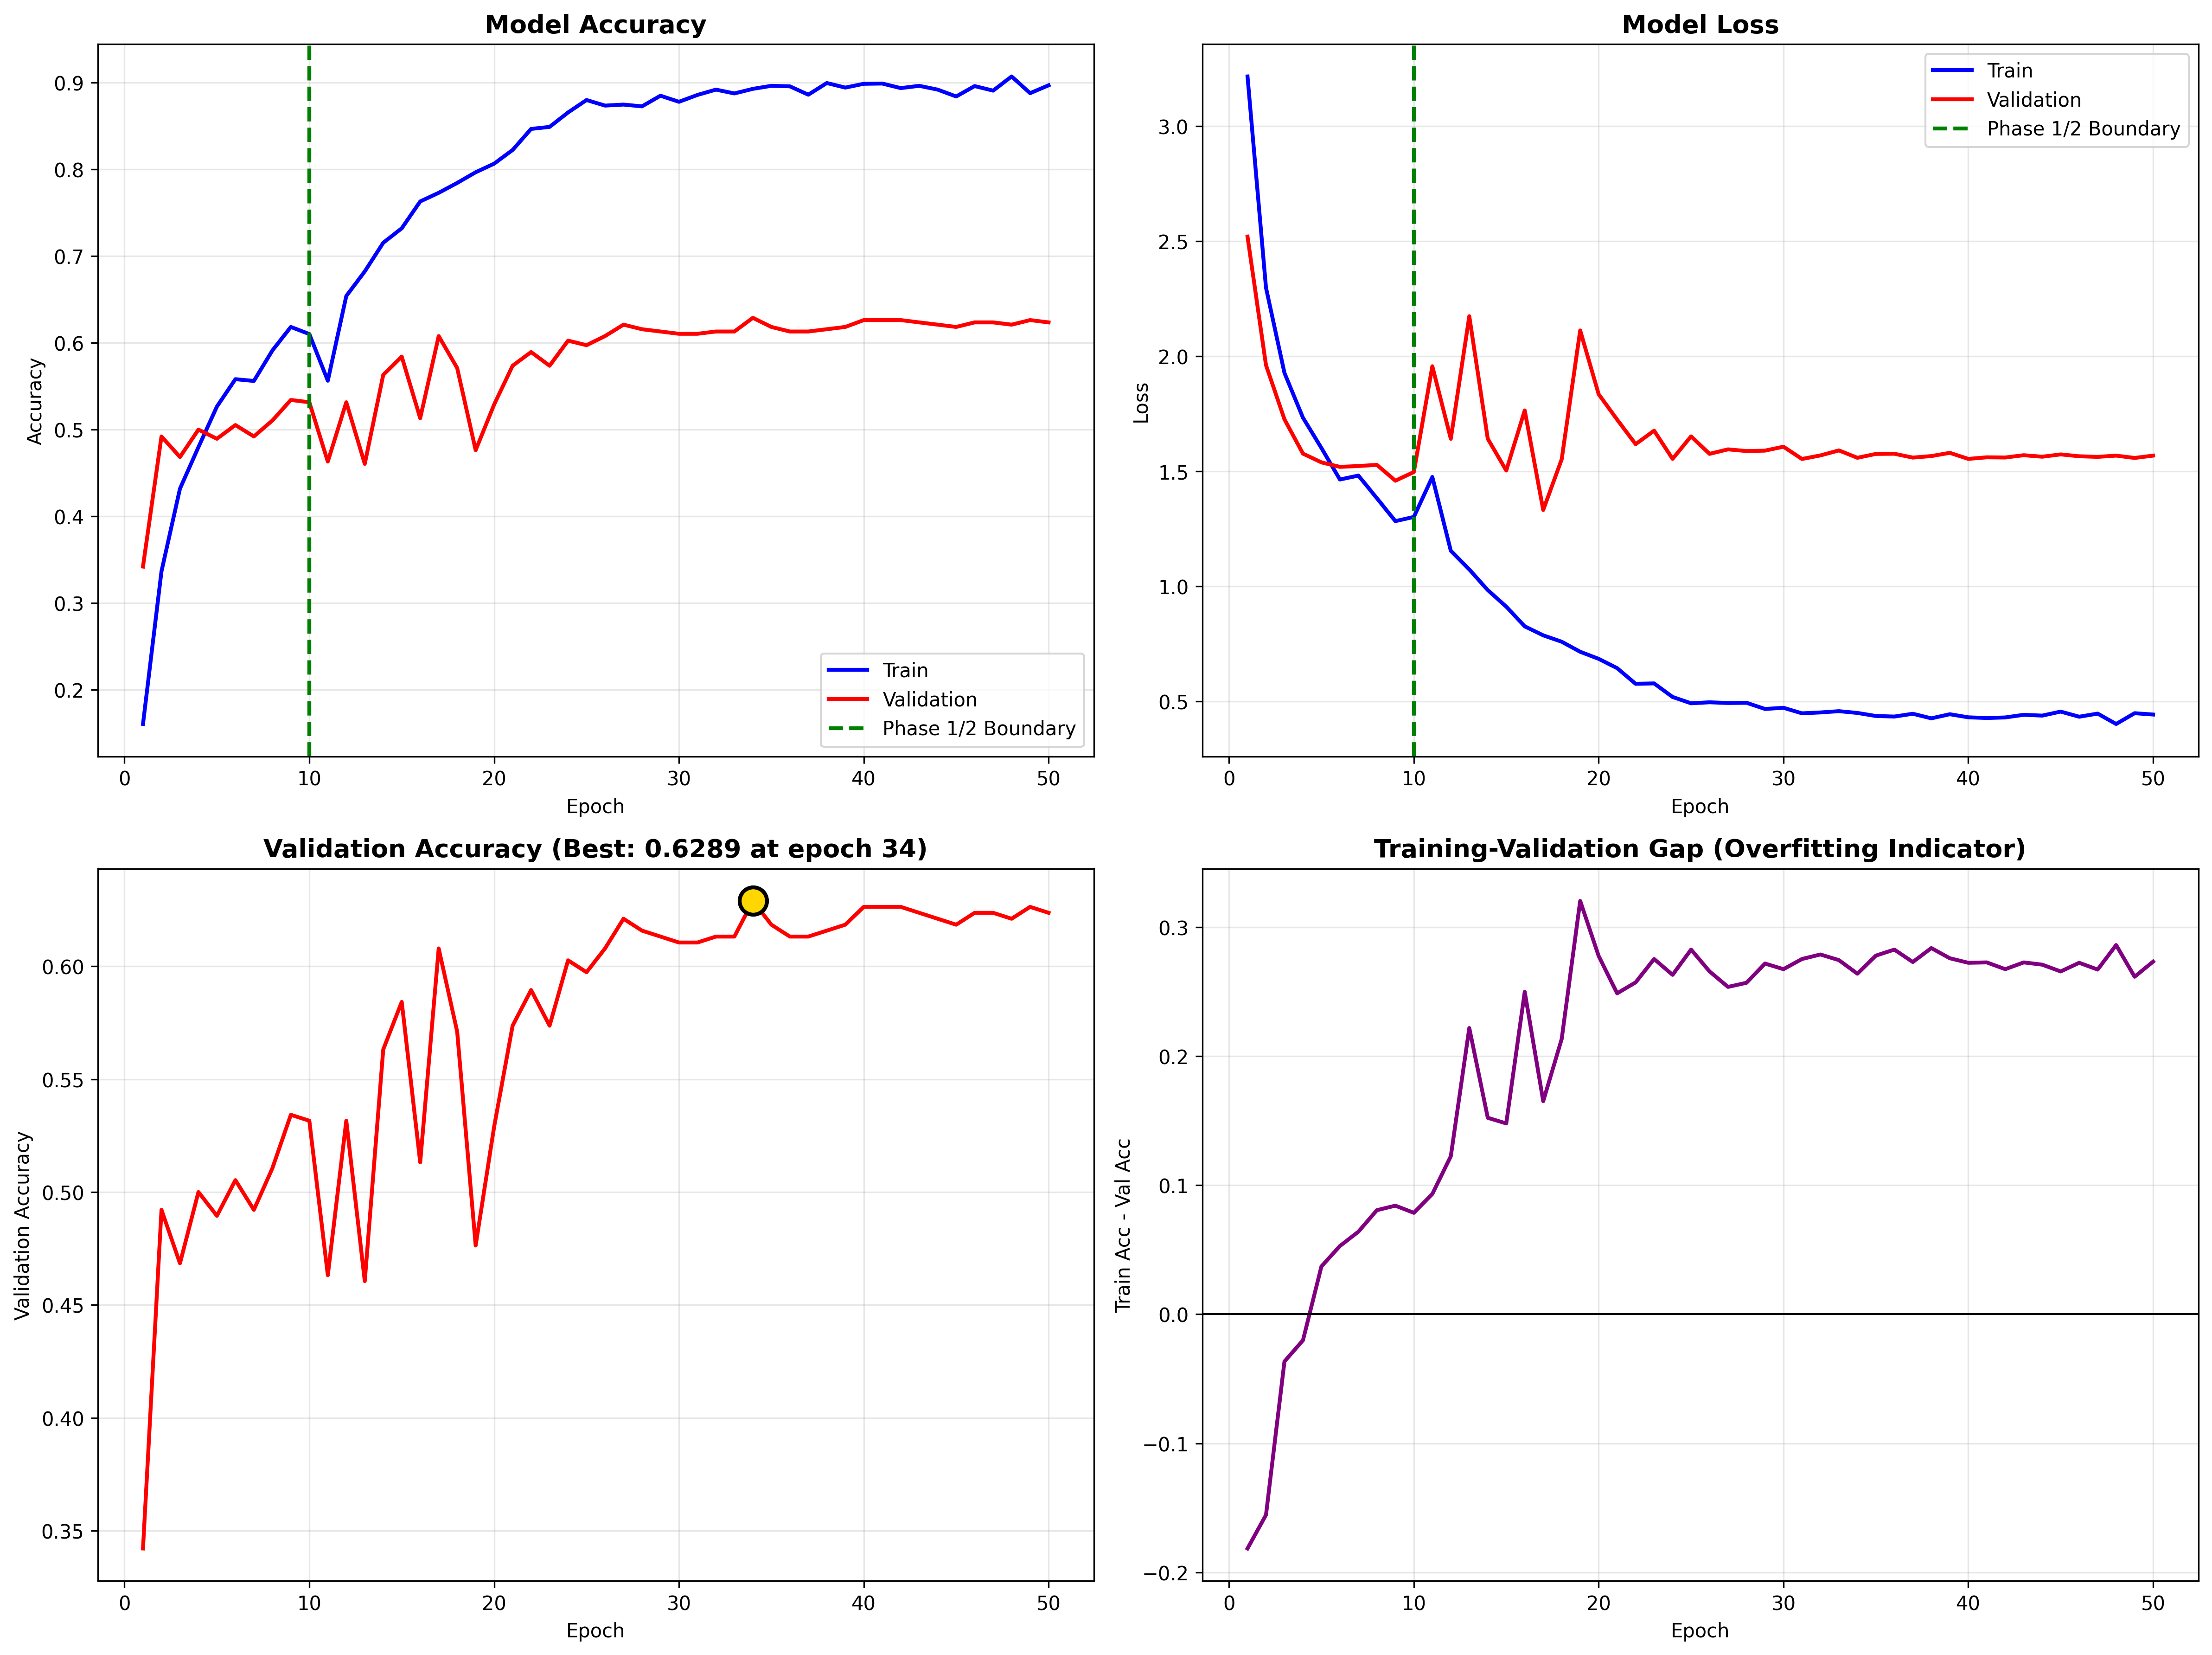 Model Accuracy
Accuracy
0.9
0.8
0.7
0.6
0.5
0.4
0.3
0.2
Train
Validation
Phase 1/2 Boundary
0 10 20 30 40 50
Epoch
Model Loss
Loss
3.0
2.5
2.0
1.5
1.0
0.5
Train
Validation
Phase 1/2 Boundary
0 10 20 30 40 50
Epoch
Validation Accuracy (Best: 0.6289 at epoch 34)
Validation Accuracy
0.60
0.55
0.50
0.45
0.40
0.35
0 10 20 30 40 50
Epoch
Training-Validation Gap (Overfitting Indicator)
Train Acc - Val Acc
0.3
0.2
0.1
0.0
−0.1
−0.2
0 10 20 30 40 50
Epoch